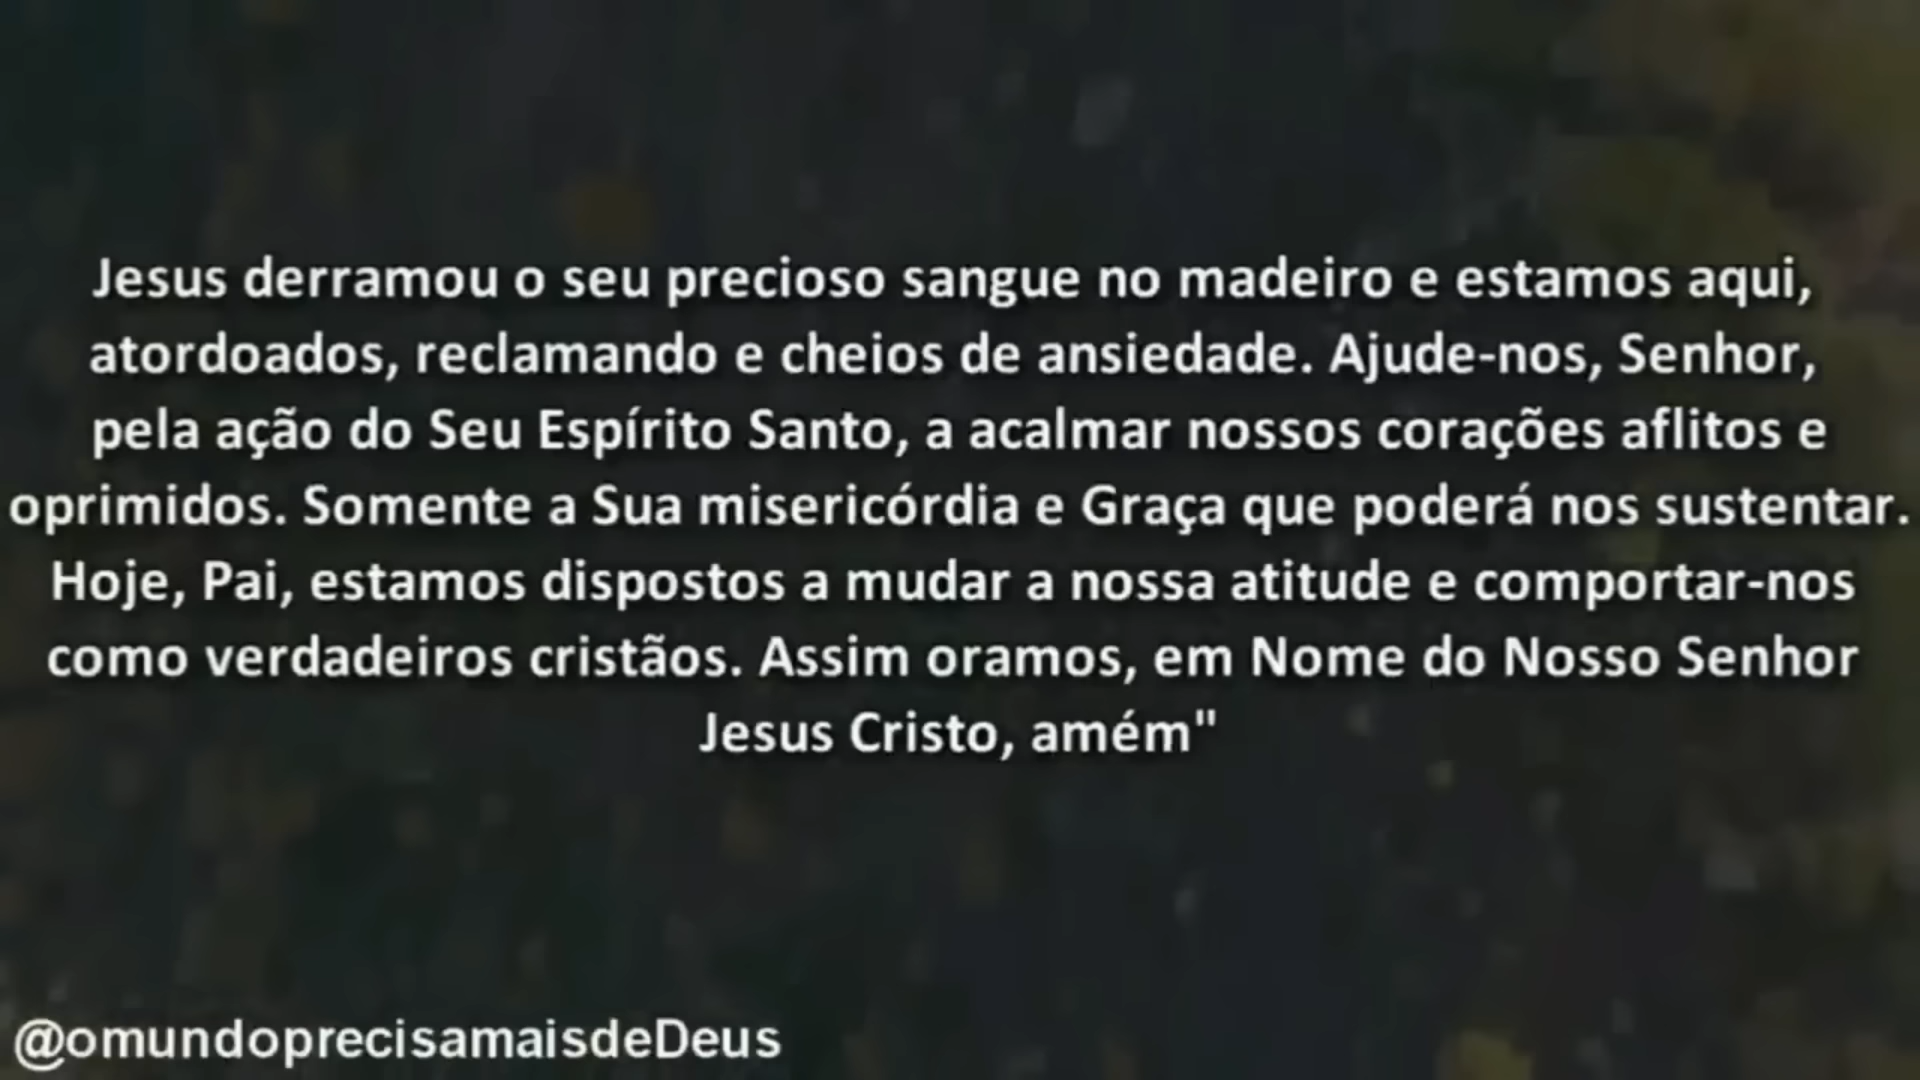 Jesus derramou o seu precioso sangue no madeiro e estamos aqui,
atordoados, reclamando e cheios de ansiedade. Ajude-nos, Senhor,
pela ação do Seu Espírito Santo, a acalmar nossos corações aflitos e
oprimidos. Somente a Sua misericórdia e Graça que poderá nos sustentar.
Hoje, Pai, estamos dispostos a mudar a nossa atitude e comportar-nos
como verdadeiros cristãos. Assim oramos, em Nome do Nosso Senhor
Jesus Cristo, amém"
@omundoprecisamaisdeDeus